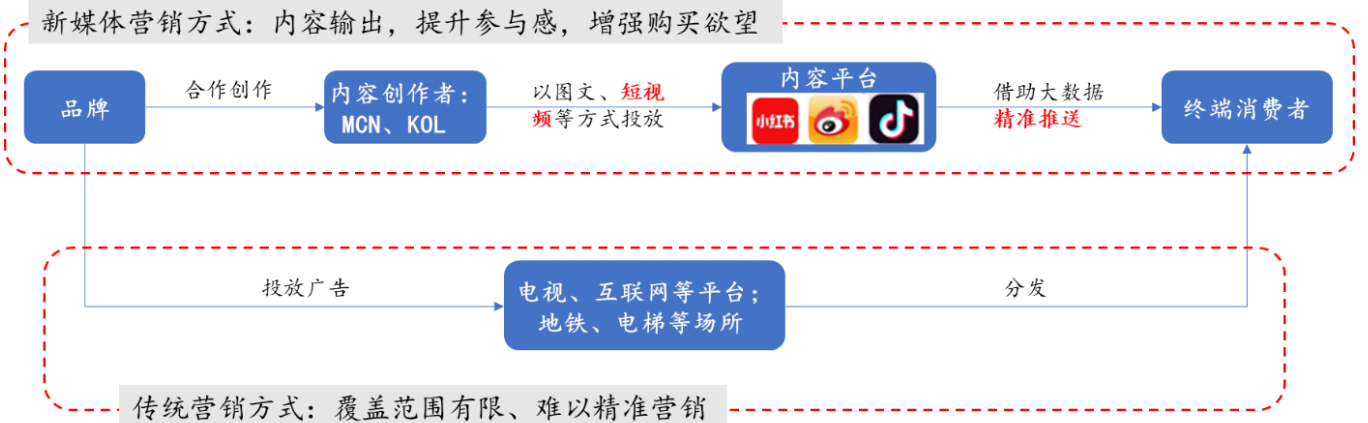 新媒体营销方式：内容输出，提升参与感，增强购买欲望
品牌
合作创作
内容创作者：
MCN、KOL
以图文、短视
频等方式投放
内容平台
小红书
借助大数据
精准推送
终端消费者
投放广告
电视、互联网等平台；
地铁、电梯等场所
分发
传统营销方式：覆盖范围有限、难以精准营销